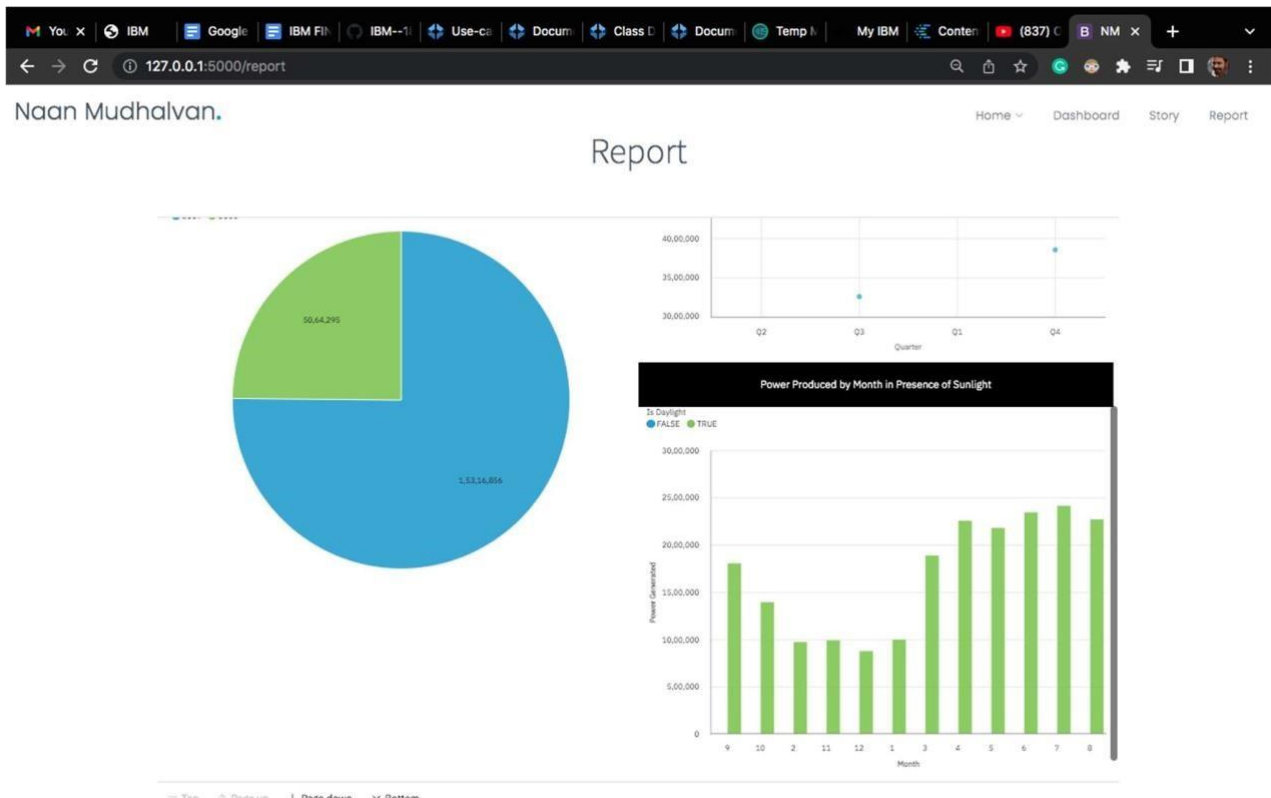 You
IBM
Google
IBM FIN
IBM--1
Use-ca
Docum
Class D
Docum
Temp M
My IBM
Conten
(837) C
B NM
127.0.0.1:5000/report
Naan Mudhalvan.
Home
Dashboard
Story
Report
Report
50,64,295
1,53,16,856
40,00,000
35,00,000
30,00,000
Q2 Q3 Q1 Q4
Quarter
Power Produced by Month in Presence of Sunlight
Is Daylight
FALSE TRUE
30,00,000
25,00,000
20,00,000
15,00,000
10,00,000
5,00,000
0
Power Generated
9 10 2 11 12 1 3 4 5 6 7 8
Month
Top Page up Page down Bottom